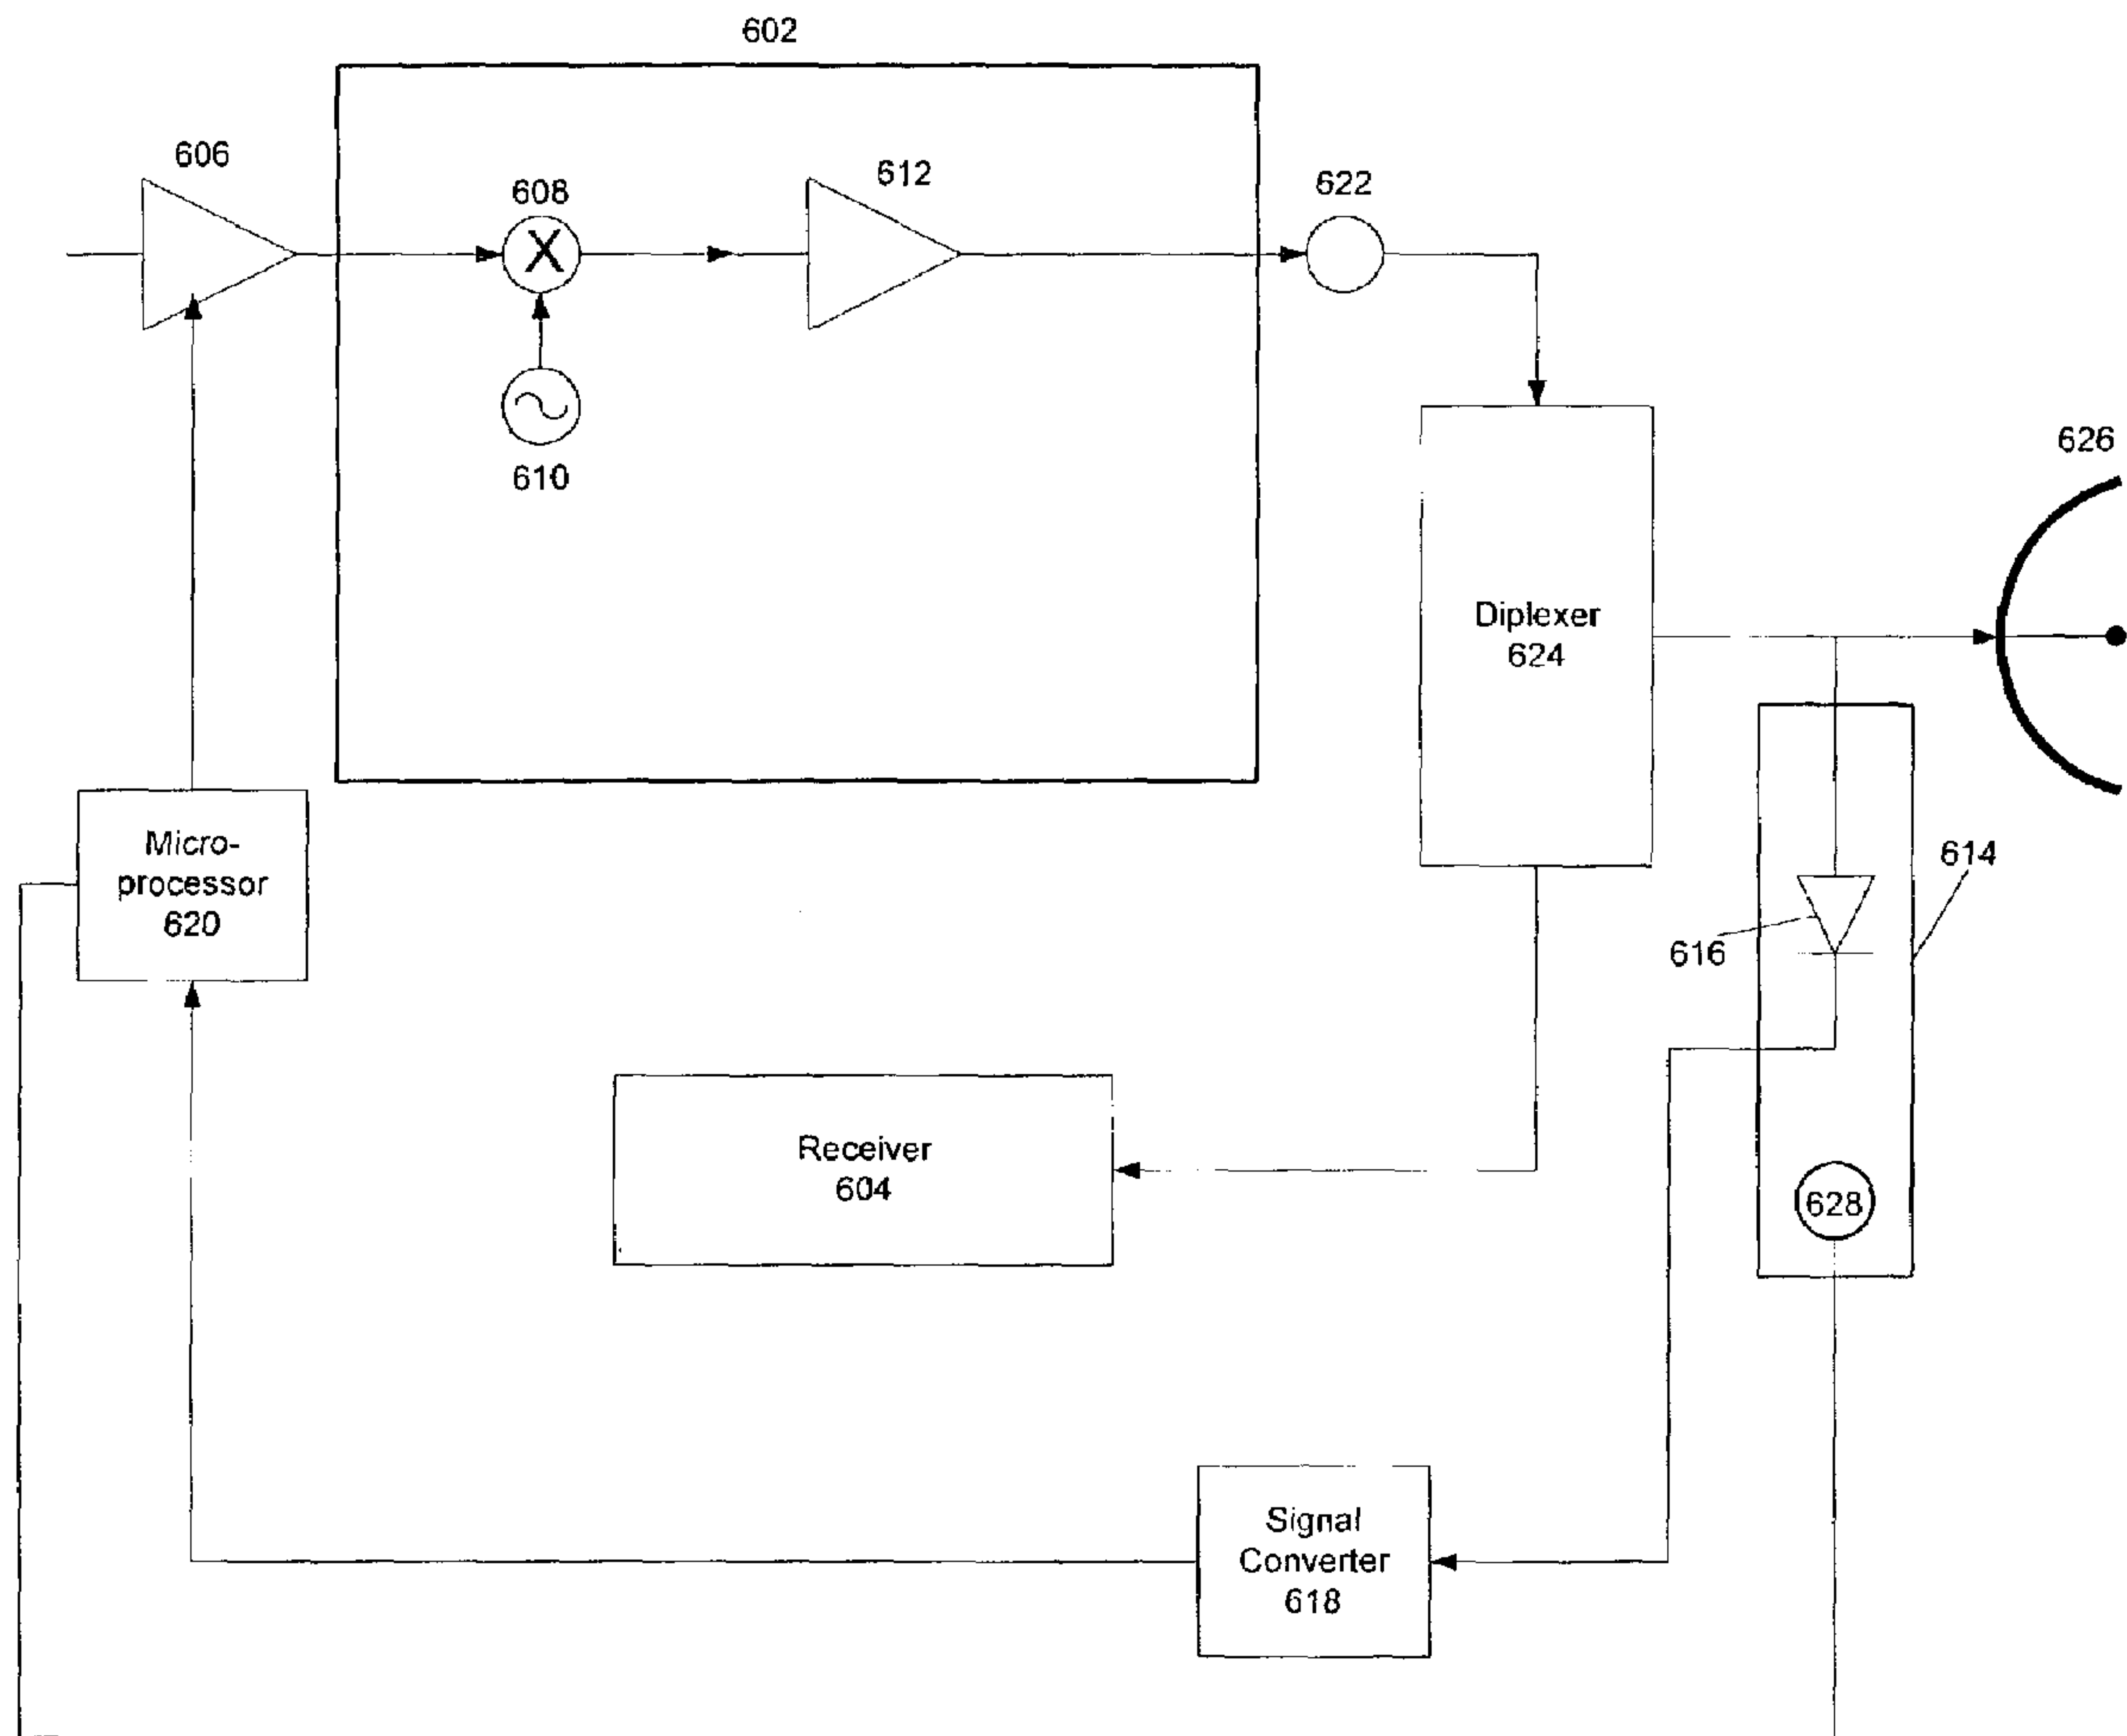 602
606
608
612
622
610
626
Diplexer
624
Micro-
processor
620
614
616
Receiver
604
628
Signal
Converter
618
X